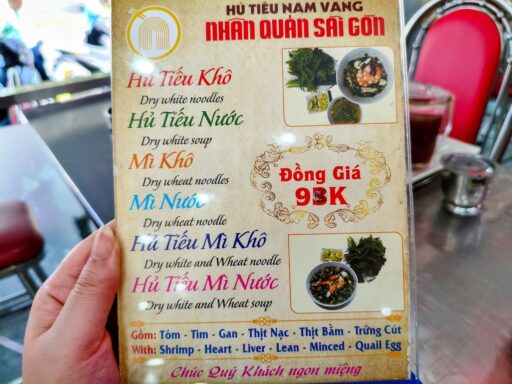 HỦ TIẾU NAM VANG
NHÂN QUÁN SÀI GÒN
Hủ Tiếu Khô
Dry white noodles
Hủ Tiếu Nước
Dry white soup
Mì Khô
Dry wheat noodles
Mì Nước
Dry wheat noodle
Hủ Tiếu Mì Khô
Dry white and Wheat noodle
Hủ Tiếu Mì Nước
Dry white and Wheat soup
Đồng Giá
93K
Gồm: Tôm - Tim - Gan - Thịt Nạc - Thịt Bằm - Trứng Cút
With: Shrimp - Heart - Liver - Lean - Minced - Quail Egg
Chúc Quý Khách ngon miệng